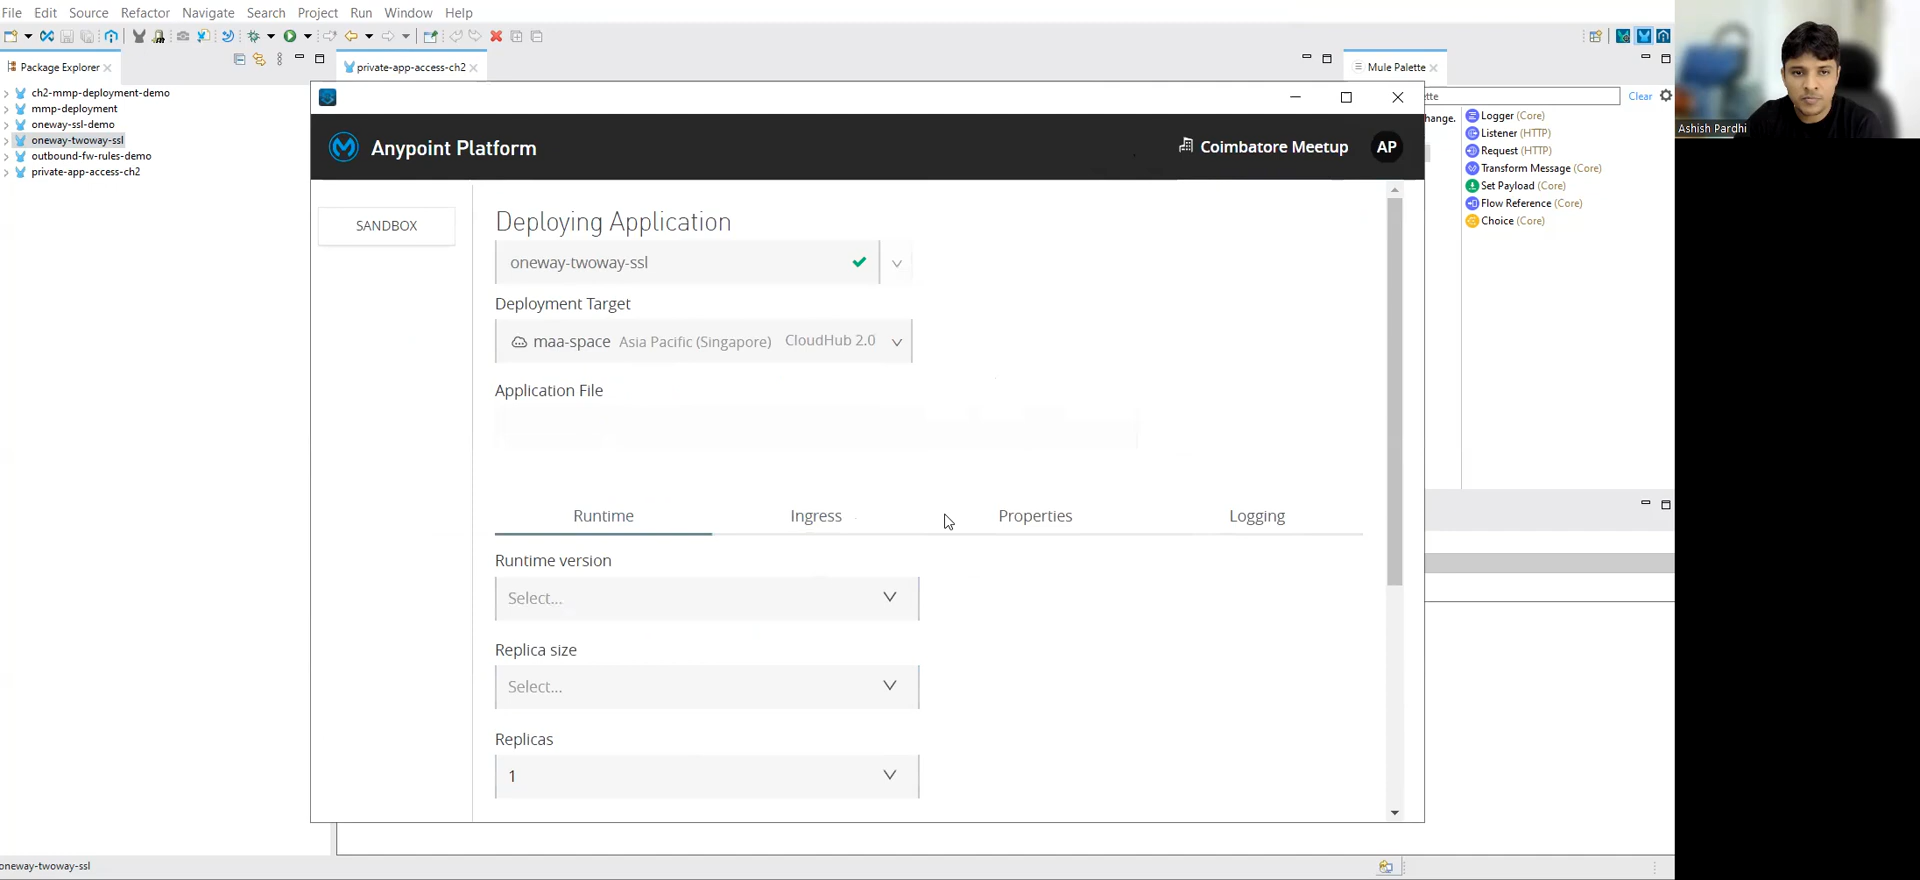 File Edit Source Refactor Navigate Search Project Run Window Help
Package Explorer
private-app-access-ch2
Mule Palette
ch2-mmp-deployment-demo
mmp-deployment
oneway-ssl-demo
oneway-twoway-ssl
outbound-fw-rules-demo
private-app-access-ch2
Anypoint Platform
Coimbatore Meetup
AP
SANDBOX
Deploying Application
oneway-twoway-ssl
Deployment Target
maa-space Asia Pacific (Singapore) CloudHub 2.0
Application File
Runtime Ingress Properties Logging
Runtime version
Select...
Replica size
Select...
Replicas
1
ette
Clear
hange.
Logger (Core)
Listener (HTTP)
Request (HTTP)
Transform Message (Core)
Set Payload (Core)
Flow Reference (Core)
Choice (Core)
Ashish Pardhi
oneway-twoway-ssl